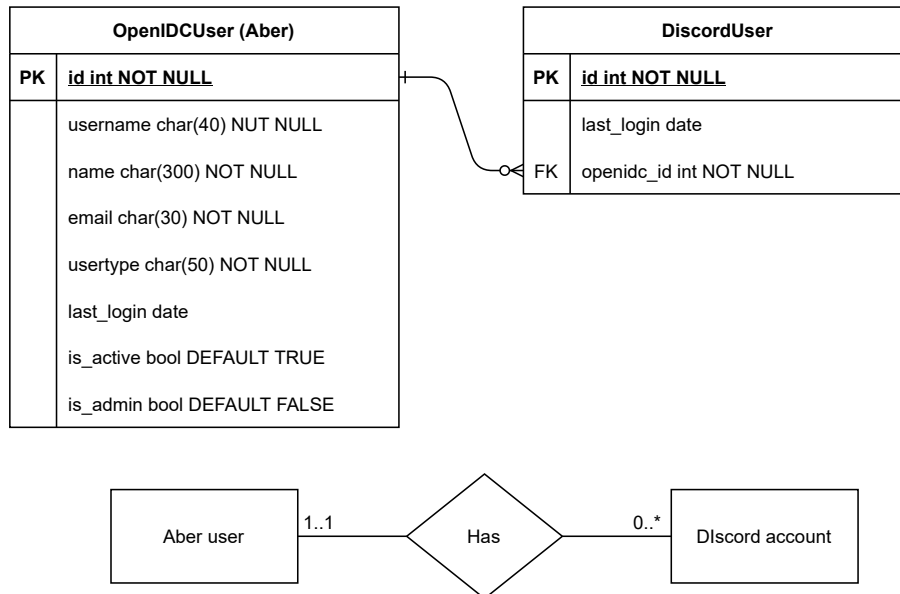 OpenIDCUser (Aber)
PK id int NOT NULL
username char(40) NUT NULL
name char(300) NOT NULL
email char(30) NOT NULL
usertype char(50) NOT NULL
last_login date
is_active bool DEFAULT TRUE
is_admin bool DEFAULT FALSE
DiscordUser
PK id int NOT NULL
last_login date
FK openidc_id int NOT NULL
Aber user
1..1
Has
0..*
DIscord account